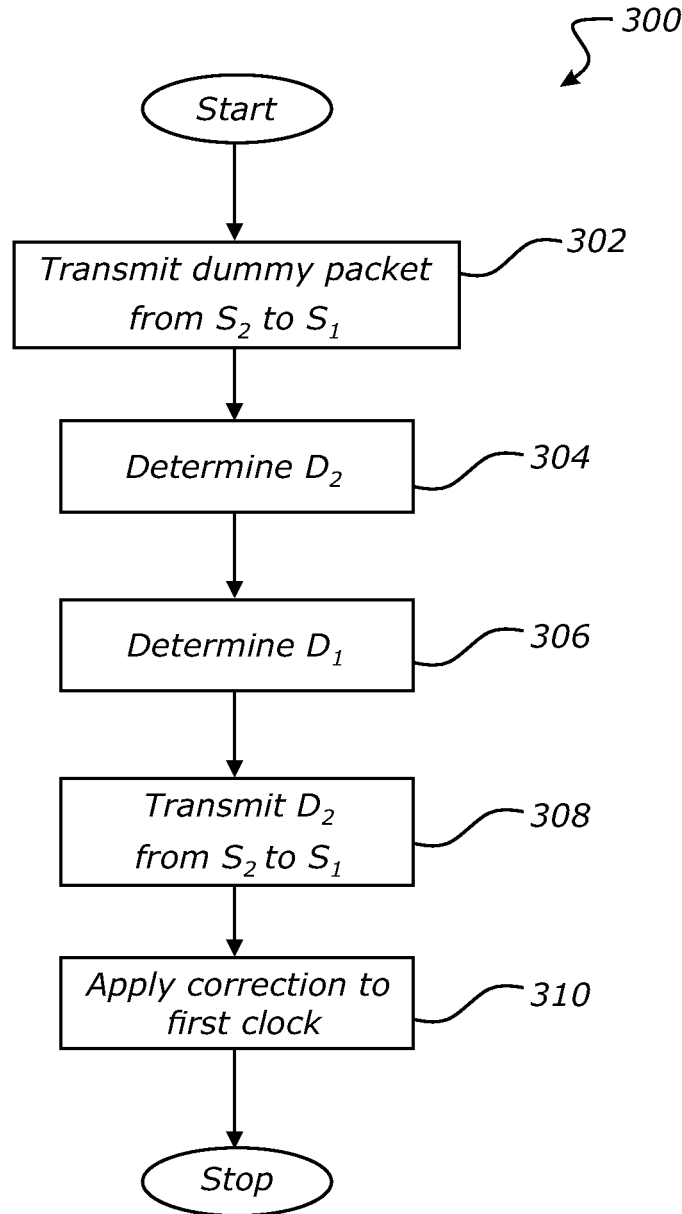 300
Start
302
Transmit dummy packet
from S₂ to S₁
304
Determine D₂
306
Determine D₁
308
Transmit D₂
from S₂ to S₁
310
Apply correction to
first clock
Stop